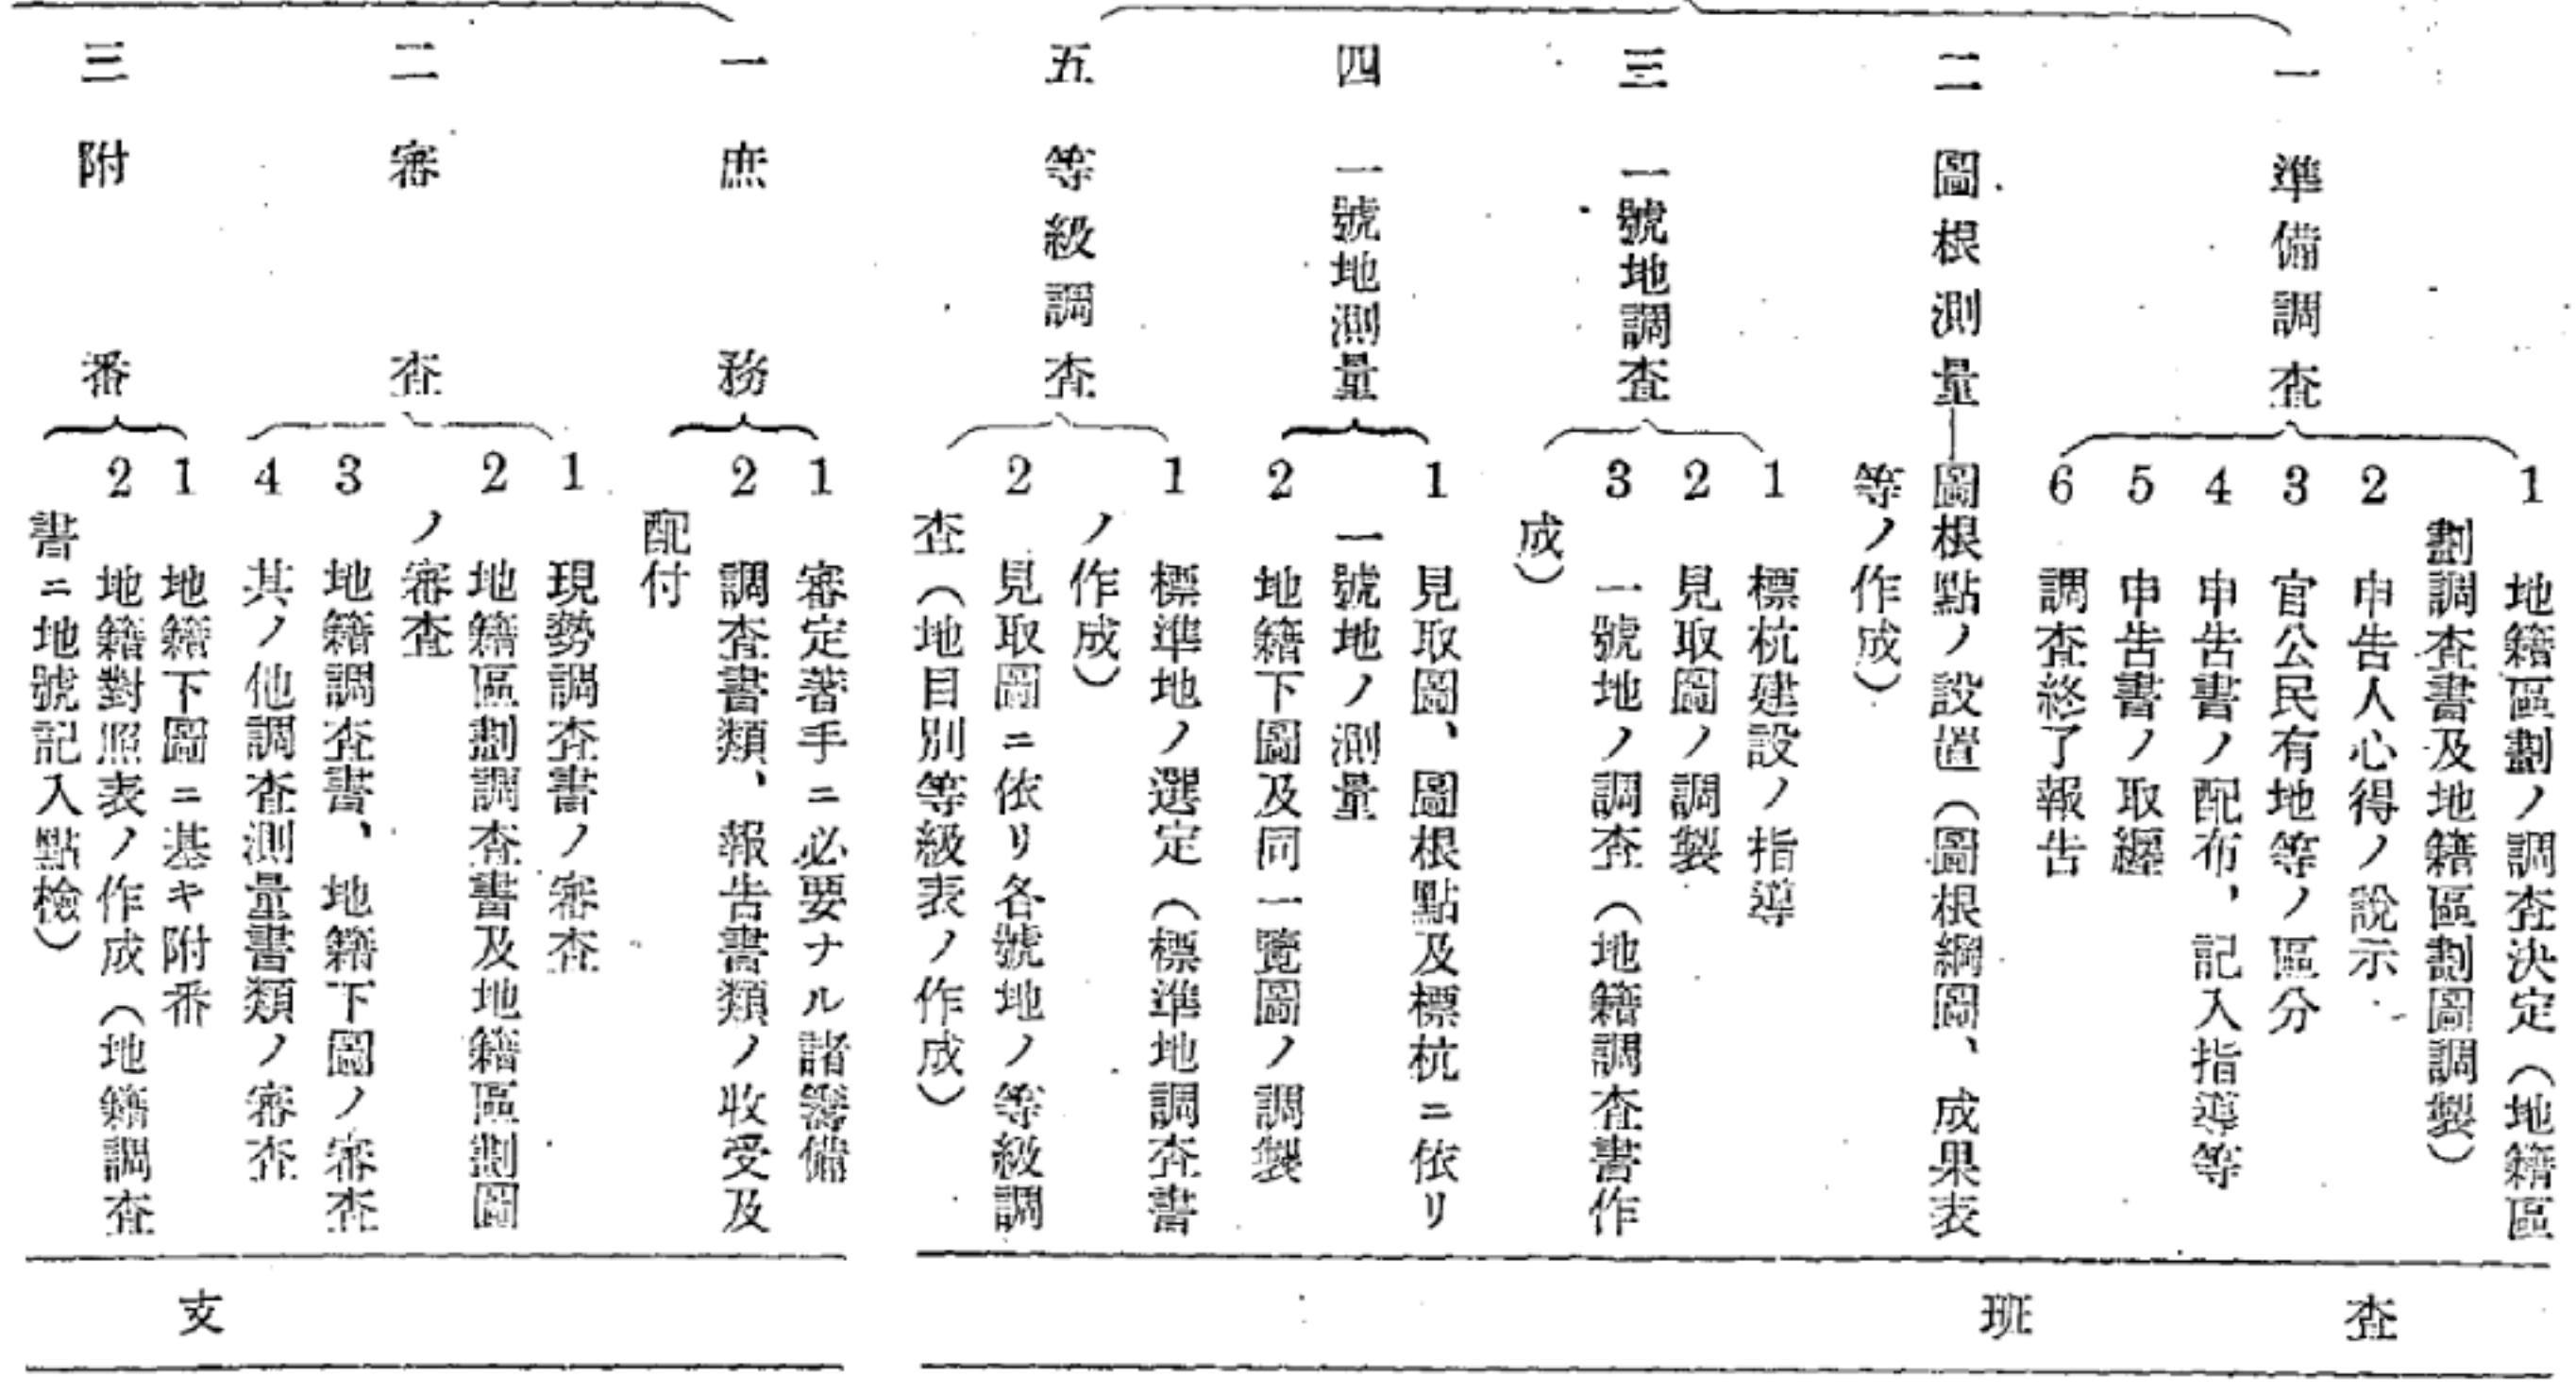 一 準備調査
1 地籍區劃ノ調査決定（地籍區
劃調査書及地籍區劃圖調製）
2 申告人心得ノ說示
3 官公民有地等ノ區分
4 申告書ノ配布、記入指導等
5 申告書ノ取纒
6 調査終了報告
二 圖根測量
圖根點ノ設置（圖根網圖、成果表
等ノ作成）
三 一號地調査
1 標杭建設ノ指導
2 見取圖ノ調製
3 一號地ノ調査（地籍調査書作
成）
四 一號地測量
1 見取圖、圖根點及標杭ニ依リ
一號地ノ測量
2 地籍下圖及同一覽圖ノ調製
五 等級調査
1 標準地ノ選定（標準地調査書
ノ作成）
2 見取圖ニ依リ各號地ノ等級調
査（地目別等級表ノ作成）
査班
一 庶務
1 審定著手ニ必要ナル諸籌備
2 調査書類、報告書類ノ收受及
配付
二 審査
1 現勢調査書ノ審査
2 地籍區劃調査書及地籍區劃圖
ノ審査
3 地籍調査書、地籍下圖ノ審査
4 其ノ他調査測量書類ノ審査
三 附番
1 地籍下圖ニ基キ附番
2 地籍對照表ノ作成（地籍調査
書ニ地號記入點檢）
支